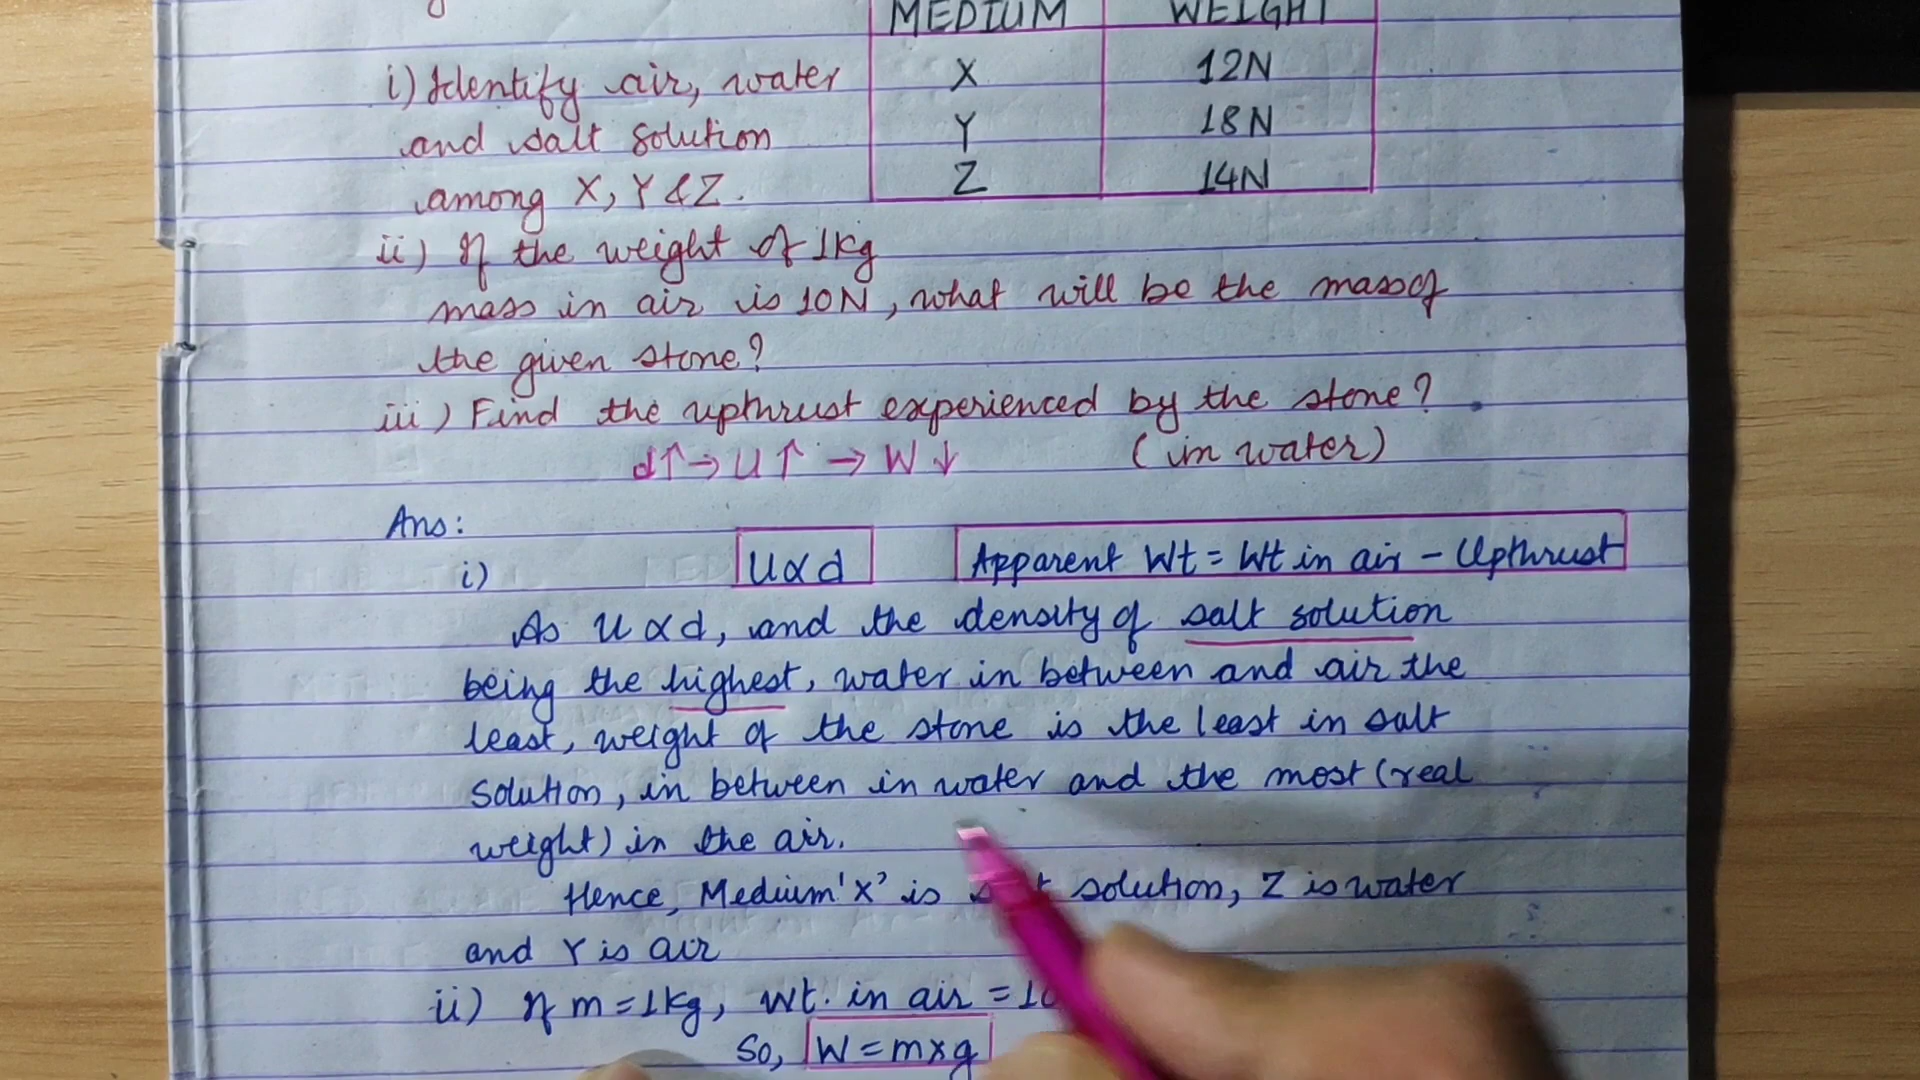 MEDIUM WEIGHT
i) Identify air, water X 12N
and salt solution Y 18N
among X, Y & Z. Z 14N
ii) If the weight of 1kg
mass in air is 10N, what will be the mass of
the given stone?
iii) Find the upthrust experienced by the stone?
d↑→U↑ → W↓ (in water)
Ans:
i) U∝d Apparent Wt = Wt in air - Upthrust
As U∝d, and the density of salt solution
being the highest, water in between and air the
least, weight of the stone is the least in salt
solution, in between in water and the most (real
weight) in the air.
Hence, Medium 'X' is solution, Z is water
and Y is air
ii) If m=1kg, Wt. in air =
So, W = m×g